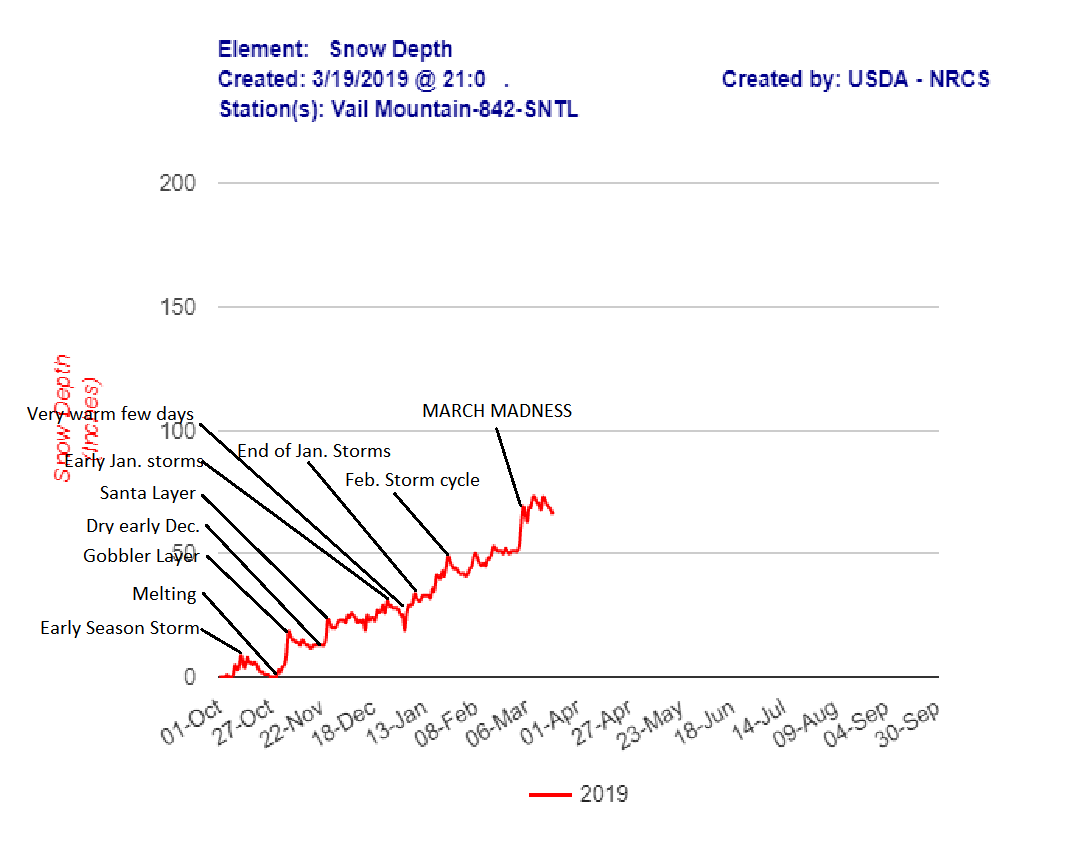 Element: Snow Depth
Created: 3/19/2019 @ 21:0 .
Created by: USDA - NRCS
Station(s): Vail Mountain-842-SNTL
200
150
100
50
0
Snow Depth
(Inches)
Very warm few days
MARCH MADNESS
End of Jan. Storms
Early Jan. storms
Feb. Storm cycle
Santa Layer
Dry early Dec.
Gobbler Layer
Melting
Early Season Storm
01-Oct
27-Oct
22-Nov
18-Dec
13-Jan
08-Feb
06-Mar
01-Apr
27-Apr
23-May
18-Jun
14-Jul
09-Aug
04-Sep
30-Sep
2019